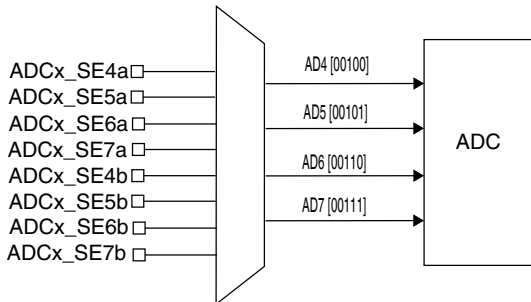 ADCx_SE4a
ADCx_SE5a
ADCx_SE6a
ADCx_SE7a
ADCx_SE4b
ADCx_SE5b
ADCx_SE6b
ADCx_SE7b
AD4 [00100]
AD5 [00101]
AD6 [00110]
AD7 [00111]
ADC